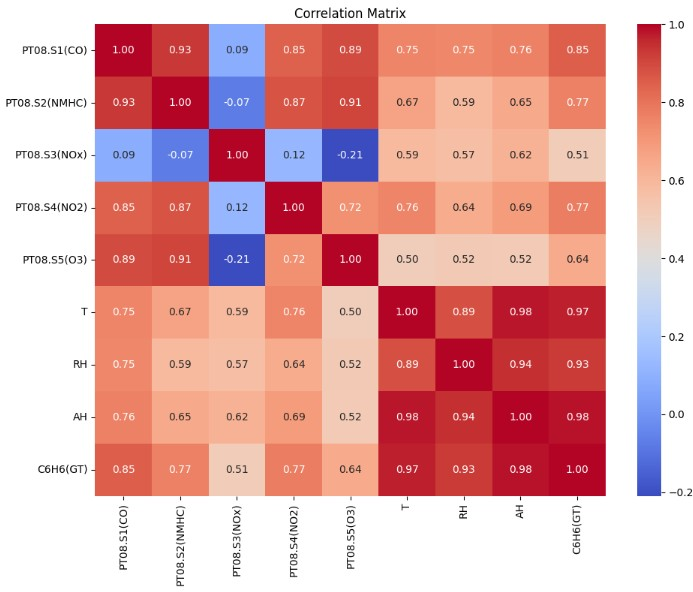 Correlation Matrix
PT08.S1(CO) 1.00 0.93 0.09 0.85 0.89 0.75 0.75 0.76 0.85
PT08.S2(NMHC) 0.93 1.00 -0.07 0.87 0.91 0.67 0.59 0.65 0.77
PT08.S3(NOx) 0.09 -0.07 1.00 0.12 -0.21 0.59 0.57 0.62 0.51
PT08.S4(NO2) 0.85 0.87 0.12 1.00 0.72 0.76 0.64 0.69 0.77
PT08.S5(O3) 0.89 0.91 -0.21 0.72 1.00 0.50 0.52 0.52 0.64
T 0.75 0.67 0.59 0.76 0.50 1.00 0.89 0.98 0.97
RH 0.75 0.59 0.57 0.64 0.52 0.89 1.00 0.94 0.93
AH 0.76 0.65 0.62 0.69 0.52 0.98 0.94 1.00 0.98
C6H6(GT) 0.85 0.77 0.51 0.77 0.64 0.97 0.93 0.98 1.00
PT08.S1(CO) PT08.S2(NMHC) PT08.S3(NOx) PT08.S4(NO2) PT08.S5(O3) T RH AH C6H6(GT)
1.0
0.8
0.6
0.4
0.2
0.0
-0.2